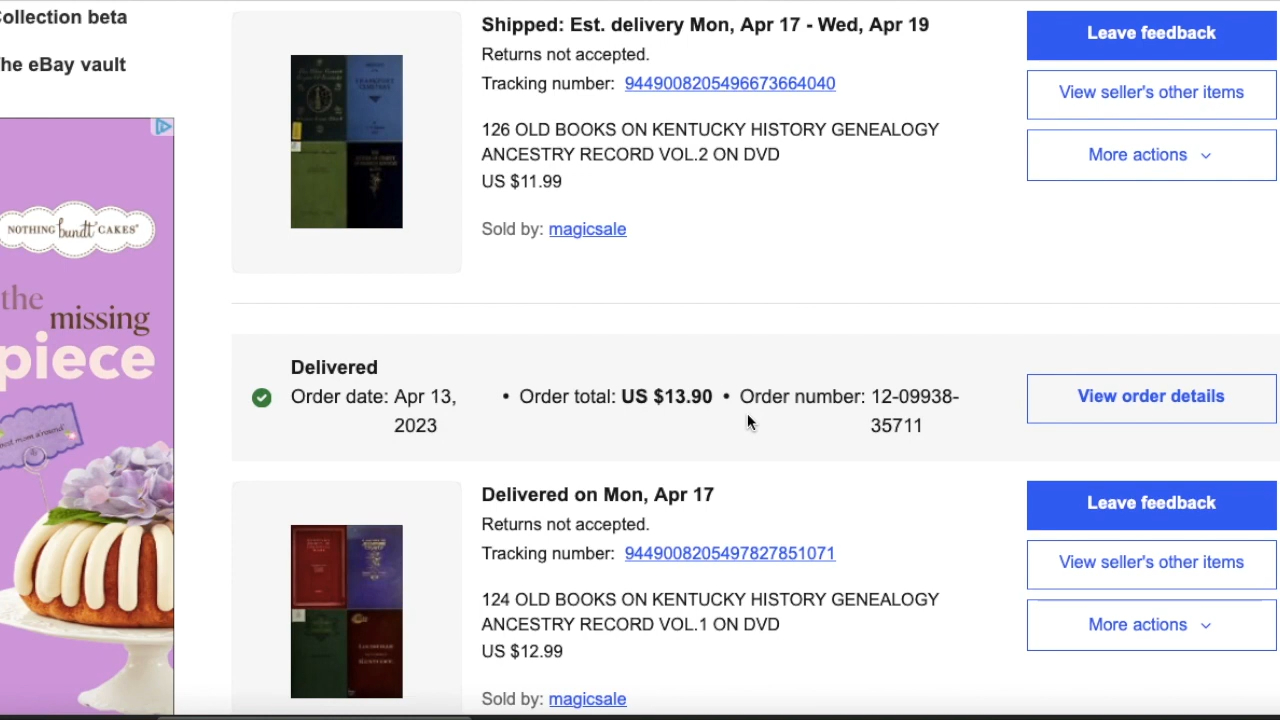 ollection beta
he eBay vault
NOTHING bundt CAKES
the
missing
piece
Shipped: Est. delivery Mon, Apr 17 - Wed, Apr 19
Returns not accepted.
Tracking number: 9449008205496673664040
126 OLD BOOKS ON KENTUCKY HISTORY GENEALOGY
ANCESTRY RECORD VOL.2 ON DVD
US $11.99
Sold by: magicsale
Leave feedback
View seller's other items
More actions
Delivered
Order date: Apr 13, 2023
• Order total: US $13.90
• Order number: 12-09938-
35711
View order details
Delivered on Mon, Apr 17
Returns not accepted.
Tracking number: 9449008205497827851071
124 OLD BOOKS ON KENTUCKY HISTORY GENEALOGY
ANCESTRY RECORD VOL.1 ON DVD
US $12.99
Sold by: magicsale
Leave feedback
View seller's other items
More actions